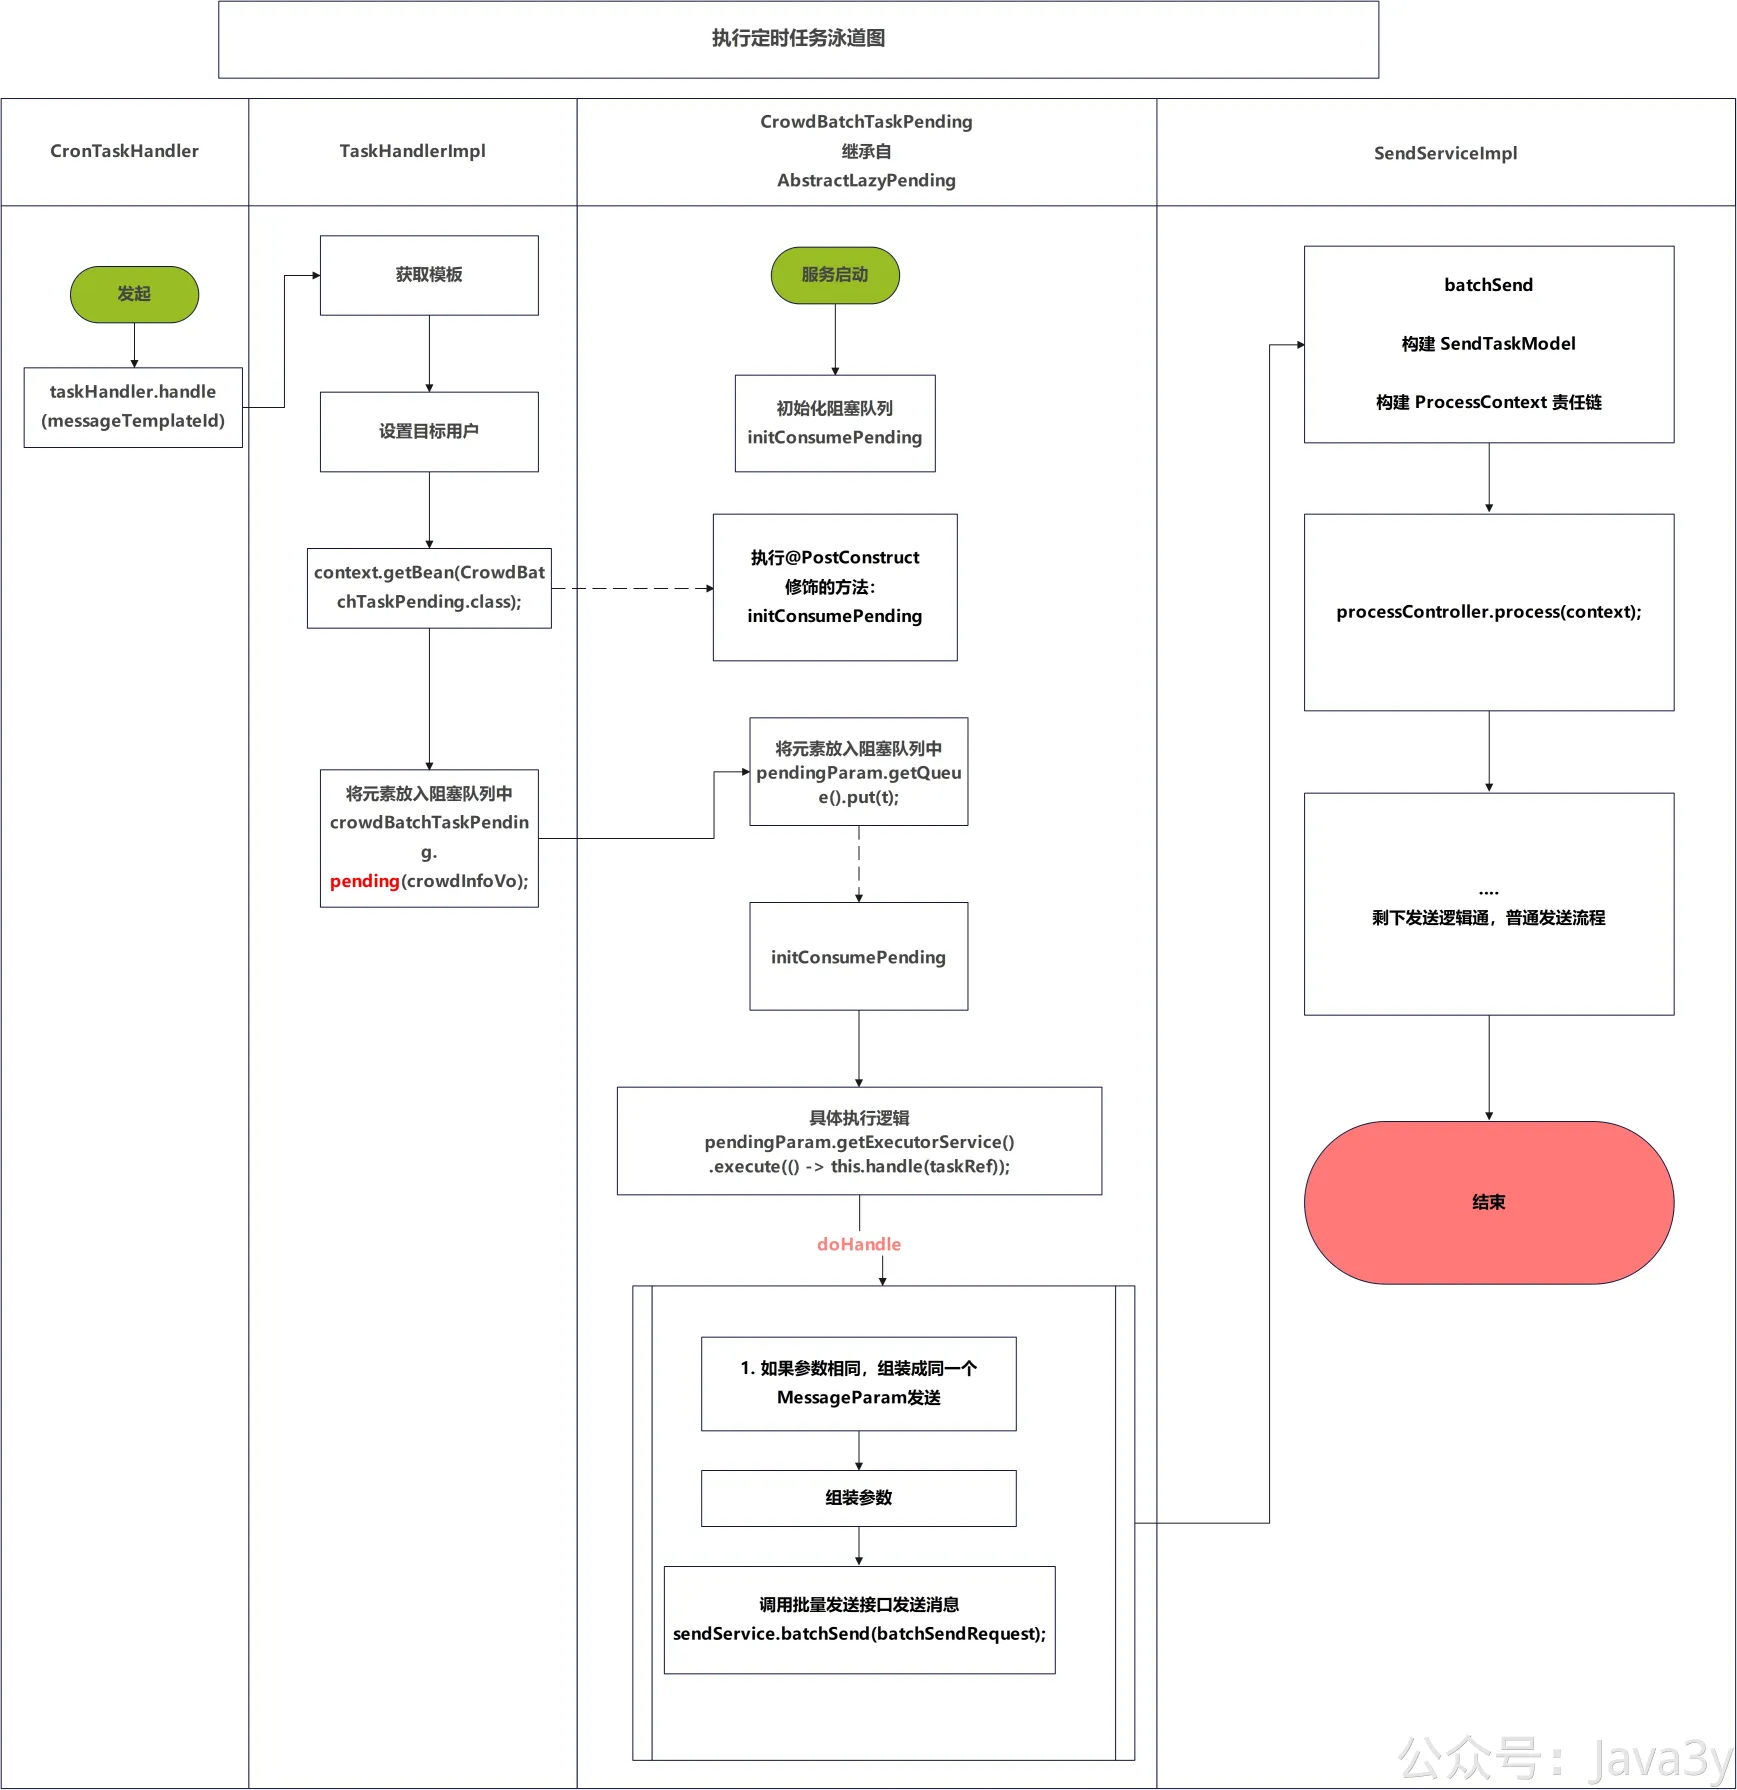 执行定时任务泳道图
CronTaskHandler
TaskHandlerImpl
CrowdBatchTaskPending
继承自
AbstractLazyPending
SendServiceImpl
发起
taskHandler.handle
(messageTemplateId)
获取模板
设置目标用户
context.getBean(CrowdBat
chTaskPending.class);
将元素放入阻塞队列中
crowdBatchTaskPendin
g.
pending(crowdInfoVo);
服务启动
初始化阻塞队列
initConsumePending
执行@PostConstruct
修饰的方法：
initConsumePending
将元素放入阻塞队列中
pendingParam.getQueu
e().put(t);
initConsumePending
具体执行逻辑
pendingParam.getExecutorService()
.execute(() -> this.handle(taskRef));
doHandle
1. 如果参数相同，组装成同一个
MessageParam发送
组装参数
调用批量发送接口发送消息
sendService.batchSend(batchSendRequest);
batchSend
构建 SendTaskModel
构建 ProcessContext 责任链
processController.process(context);
....
剩下发送逻辑通，普通发送流程
结束
公众号：Java3y